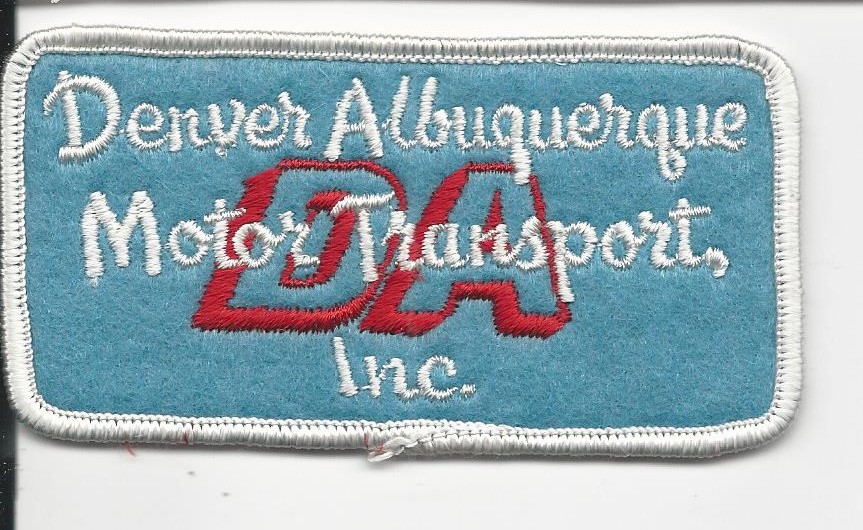 Denver Albuquerque
DA
Motor Transport,
Inc.